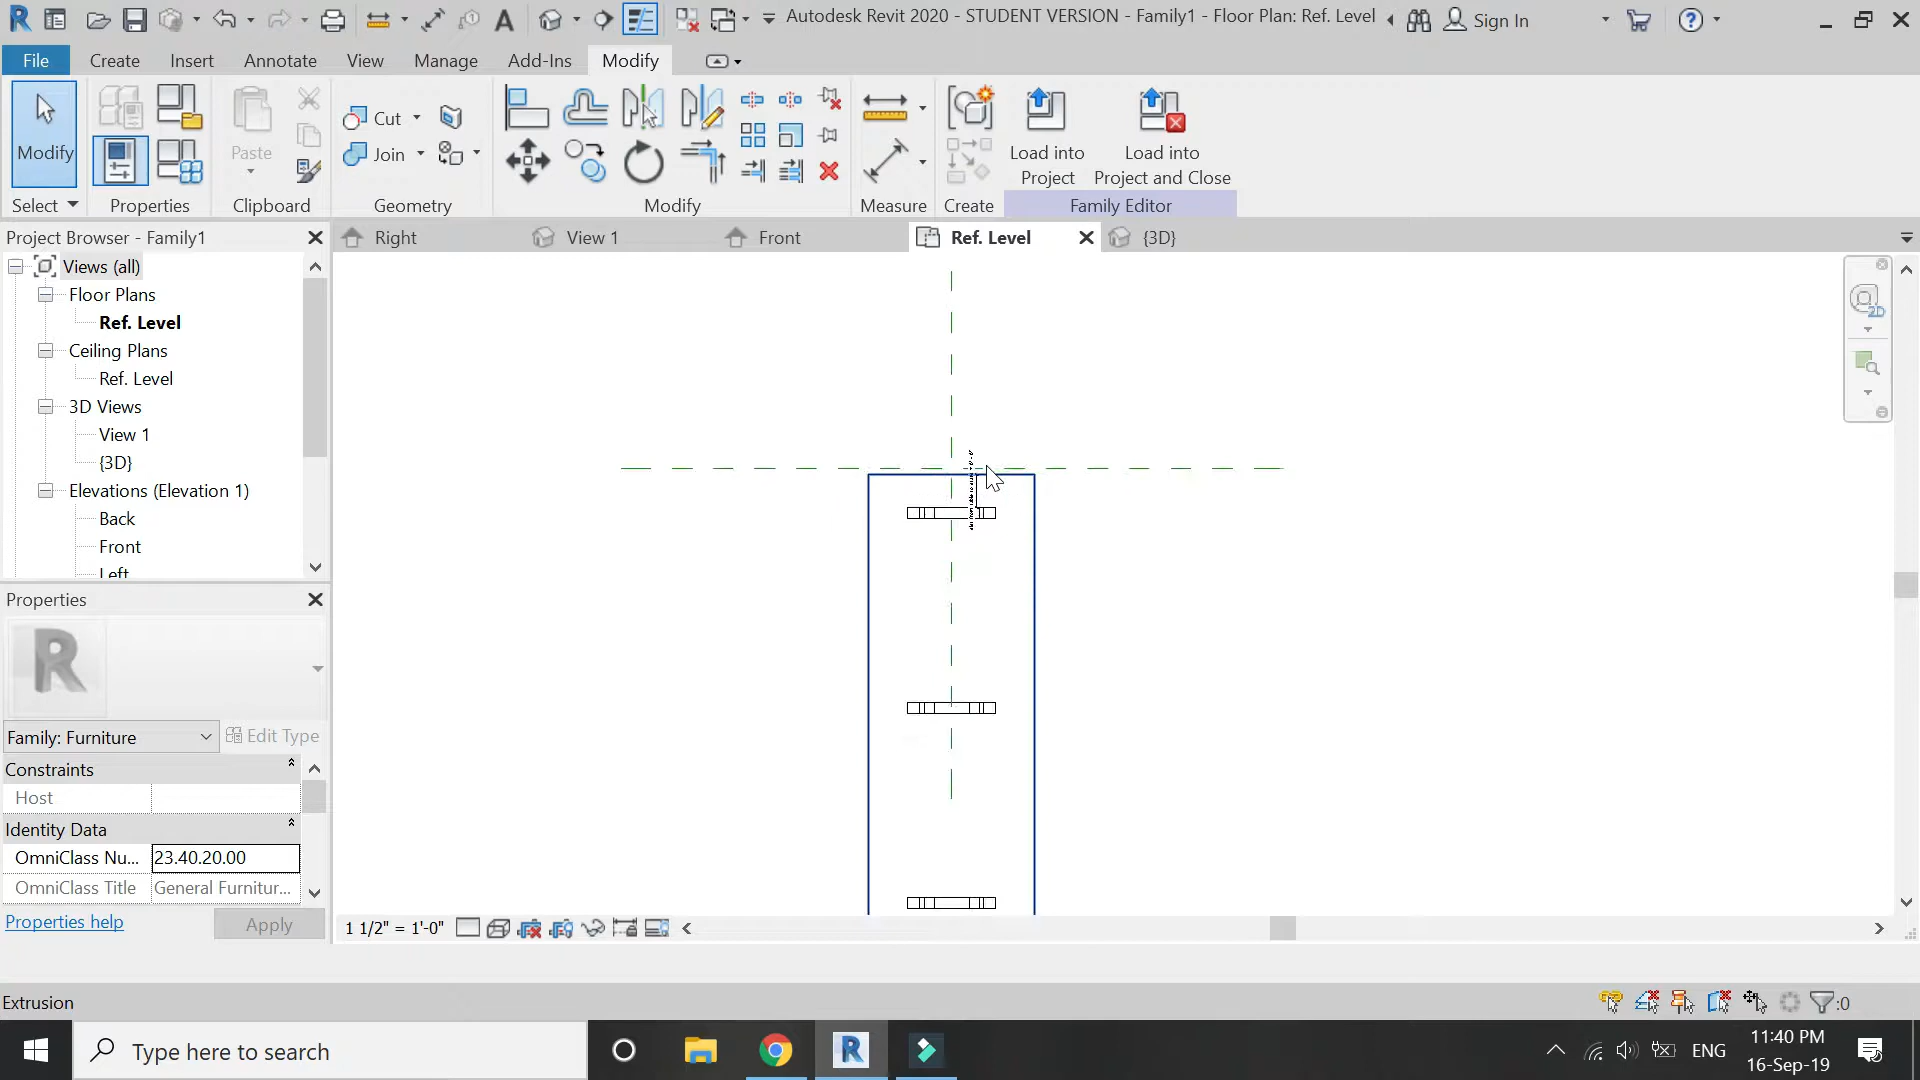 Autodesk Revit 2020 - STUDENT VERSION - Family1 - Floor Plan: Ref. Level
Sign In
File
Create
Insert
Annotate
View
Manage
Add-Ins
Modify
Modify
Paste
Cut
Join
Load into
Project
Load into
Project and Close
Select
Properties
Clipboard
Geometry
Modify
Measure
Create
Family Editor
Project Browser - Family1
Right
View 1
Front
Ref. Level
{3D}
Views (all)
Floor Plans
Ref. Level
Ceiling Plans
Ref. Level
3D Views
View 1
{3D}
Elevations (Elevation 1)
Back
Front
Left
Properties
Family: Furniture
Edit Type
Constraints
Host
Identity Data
OmniClass Nu... 23.40.20.00
OmniClass Title General Furnitur...
Properties help
Apply
1 1/2" = 1'-0"
2D
Extrusion
:0
Type here to search
ENG
11:40 PM
16-Sep-19